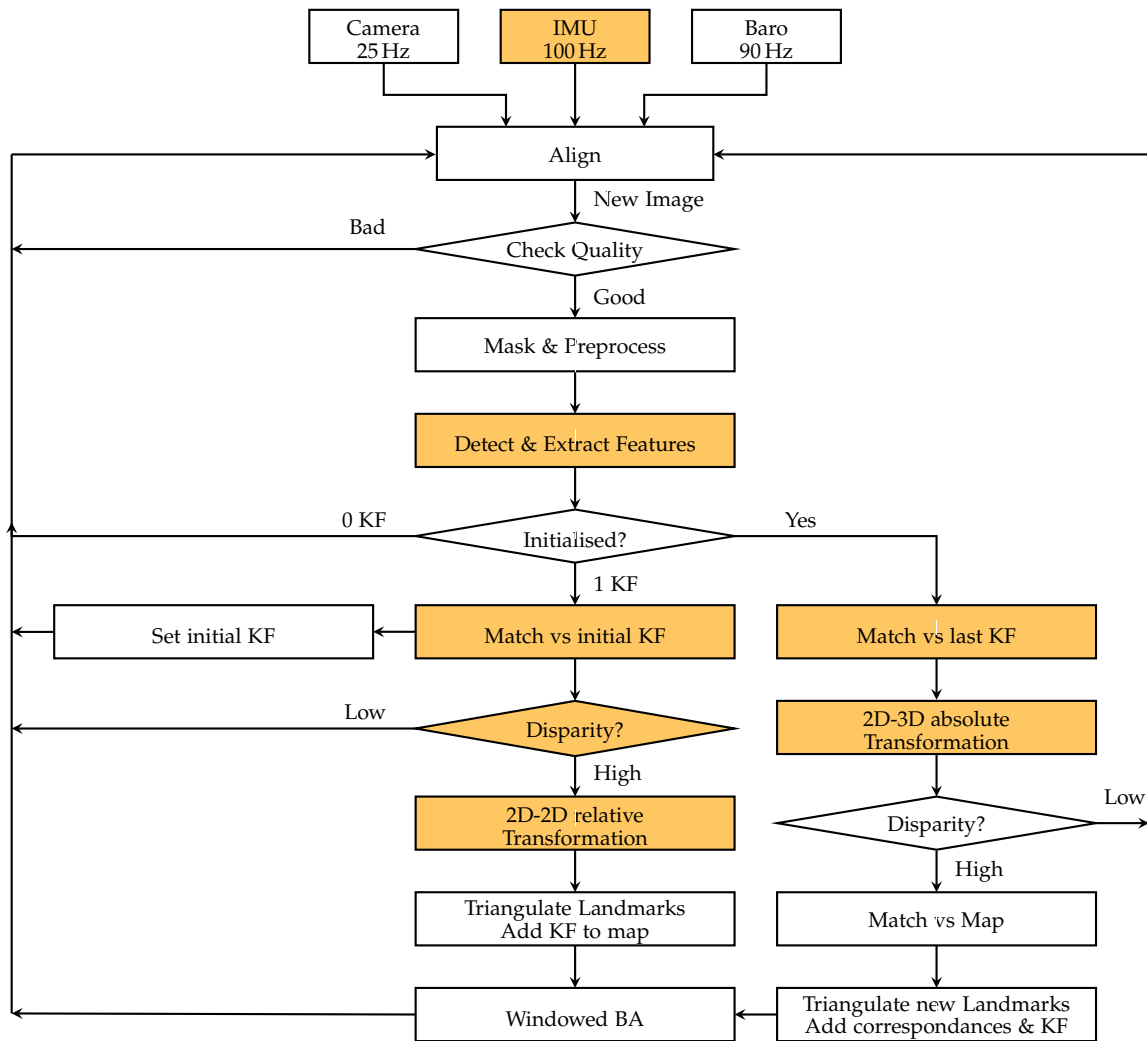 Camera
25 Hz
IMU
100 Hz
Baro
90 Hz
Align
New Image
Bad
Check Quality
Good
Mask & Preprocess
Detect & Extract Features
0 KF
Initialised?
Yes
1 KF
Set initial KF
Match vs initial KF
Match vs last KF
Low
Disparity?
2D-3D absolute
Transformation
High
2D-2D relative
Transformation
Disparity?
Low
High
Triangulate Landmarks
Add KF to map
Match vs Map
Windowed BA
Triangulate new Landmarks
Add correspondances & KF